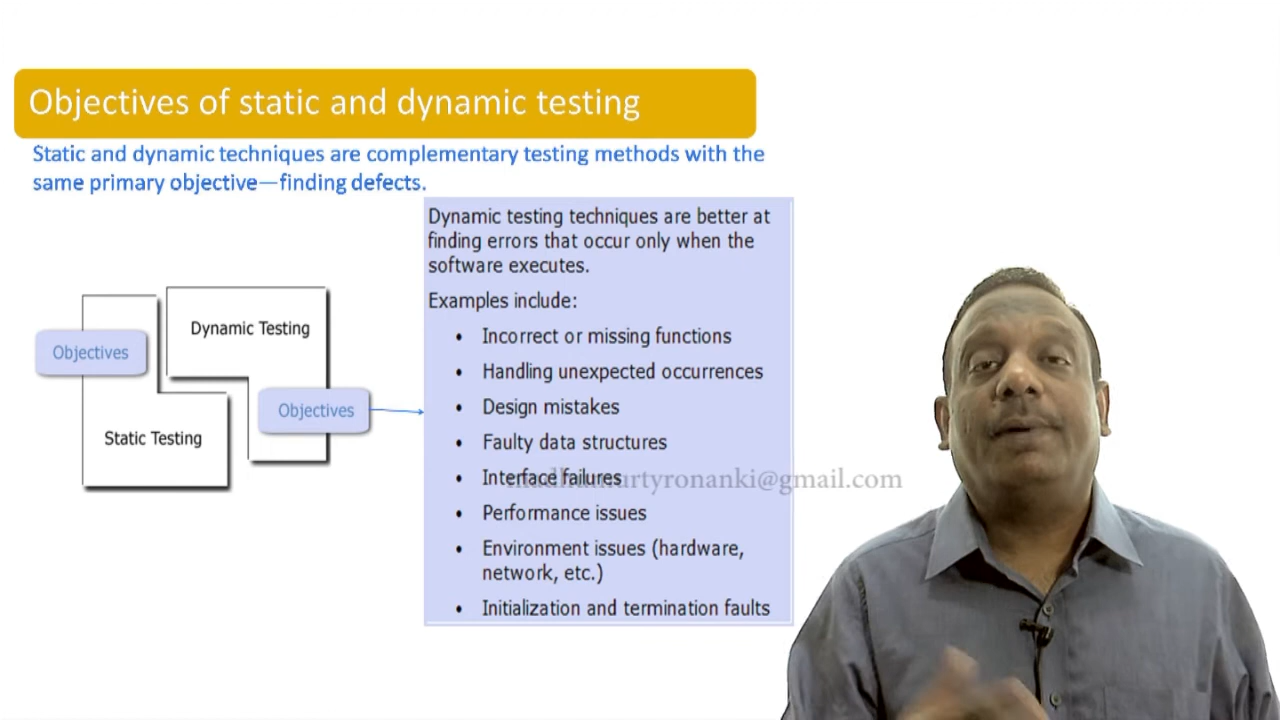 Objectives of static and dynamic testing
Static and dynamic techniques are complementary testing methods with the
same primary objective—finding defects.
Dynamic testing techniques are better at
finding errors that occur only when the
software executes.
Examples include:
• Incorrect or missing functions
• Handling unexpected occurrences
• Design mistakes
• Faulty data structures
• Interface failures
• Performance issues
• Environment issues (hardware,
network, etc.)
• Initialization and termination faults
Dynamic Testing
Objectives
Objectives
Static Testing